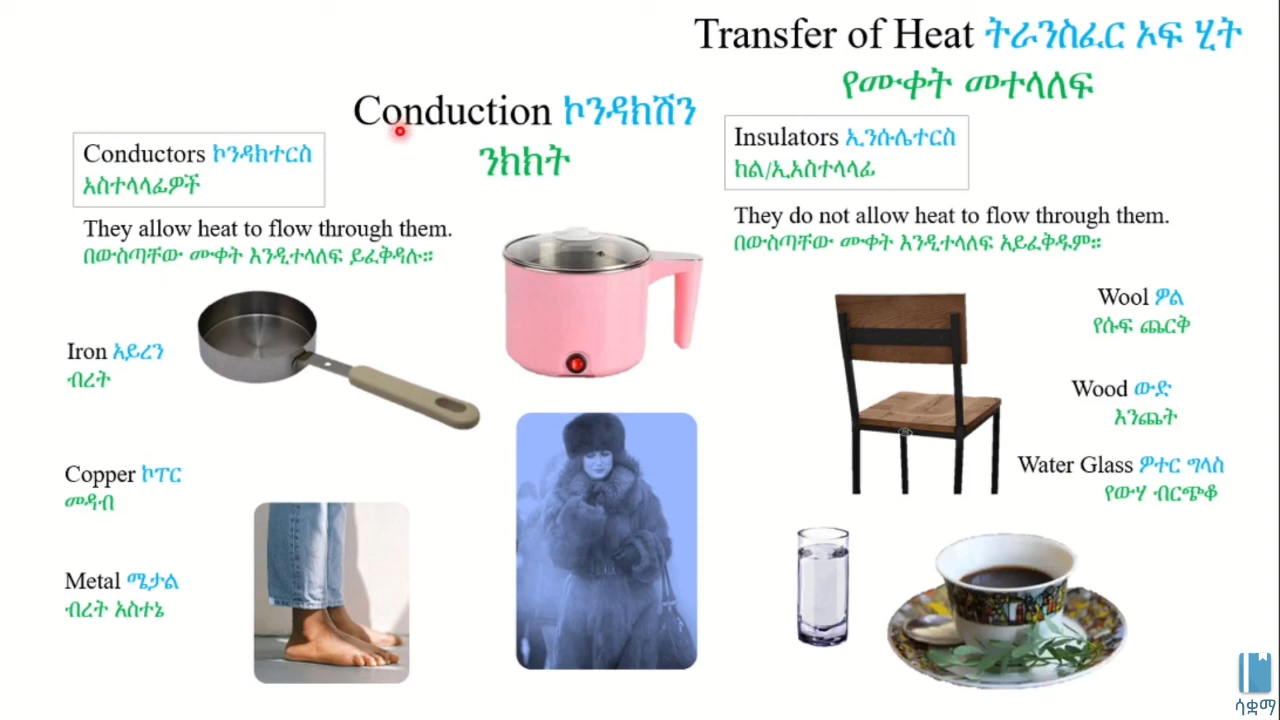 Transfer of Heat ትራንስፈር ኦፍ ሂት
የሙቀት መተላለፍ
Conduction ኮንዳክሽን
ንክክት
Conductors ኮንዳክተርስ
አስተላላፊዎች
They allow heat to flow through them.
በውስጣቸው ሙቀት እንዲተላለፍ ይፈቅዳሉ።
Iron አይረን
ብረት
Copper ኮፐር
መዳብ
Metal ሜታል
ብረት አስተኔ
Insulators ኢንሱሌተርስ
ከል/ኢአስተላላፊ
They do not allow heat to flow through them.
በውስጣቸው ሙቀት እንዲተላለፍ አይፈቅዱም።
Wool ዎል
የሱፍ ጨርቅ
Wood ውድ
እንጨት
Water Glass ዎተር ግላስ
የውሃ ብርጭቆ
ሳቋማ